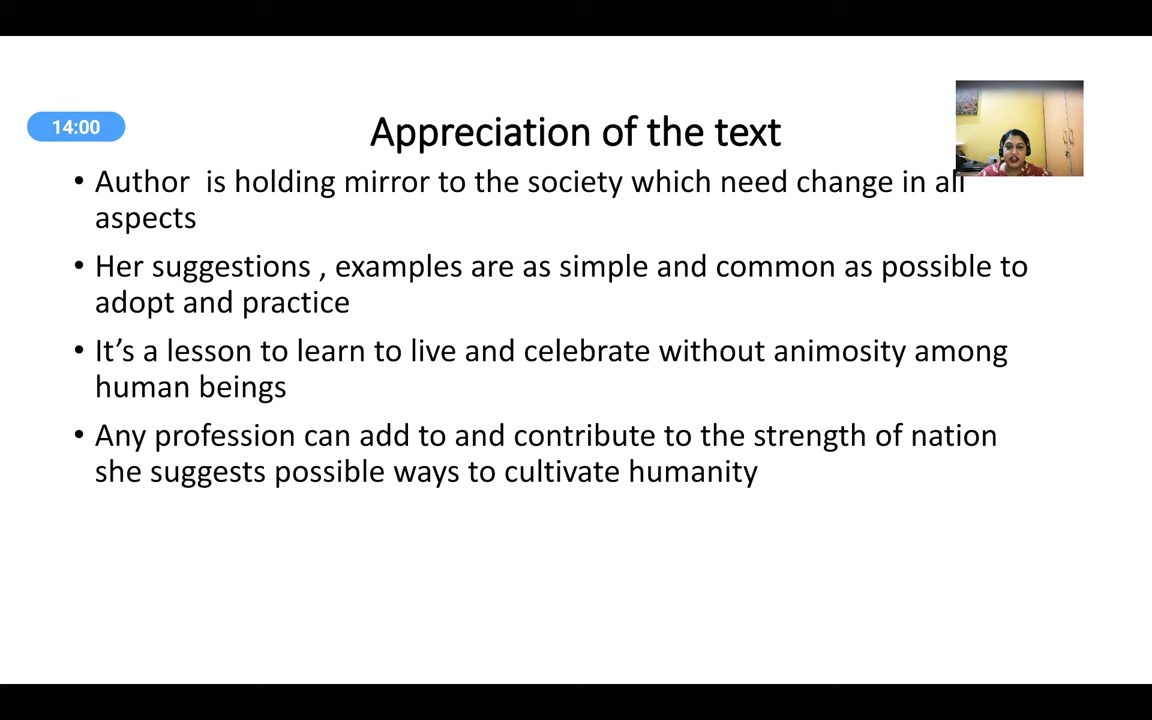 14:00
Appreciation of the text
• Author is holding mirror to the society which need change in all
aspects
• Her suggestions , examples are as simple and common as possible to
adopt and practice
• It’s a lesson to learn to live and celebrate without animosity among
human beings
• Any profession can add to and contribute to the strength of nation
she suggests possible ways to cultivate humanity